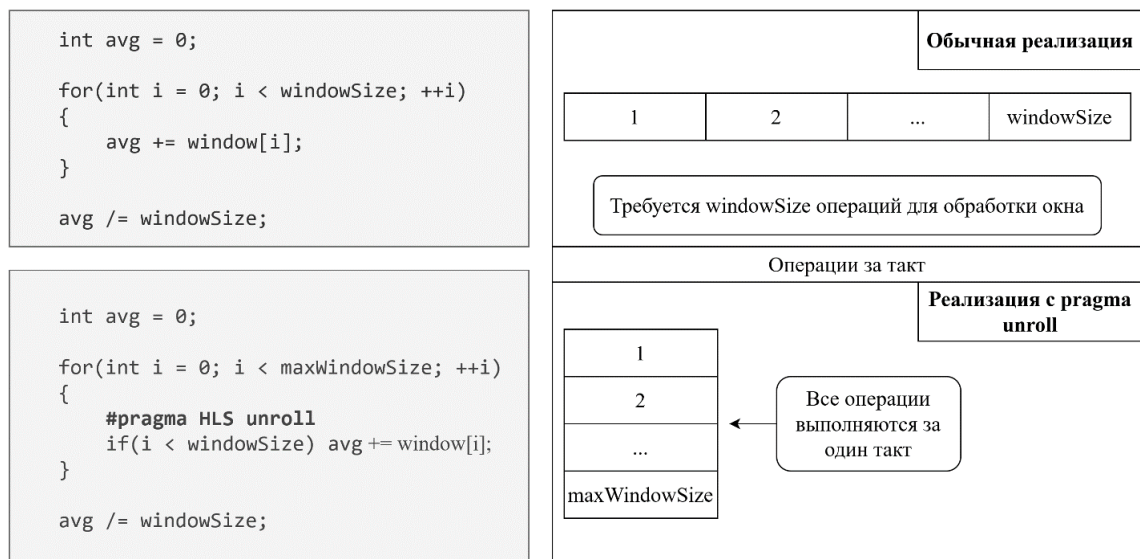 int avg = 0;
for(int i = 0; i < windowSize; ++i)
{
avg += window[i];
}
avg /= windowSize;
int avg = 0;
for(int i = 0; i < maxWindowSize; ++i)
{
#pragma HLS unroll
if(i < windowSize) avg += window[i];
}
avg /= windowSize;
Обычная реализация
1 2 ... windowSize
Требуется windowSize операций для обработки окна
Операции за такт
Реализация с pragma
unroll
1
2
...
maxWindowSize
Все операции
выполняются за
один такт